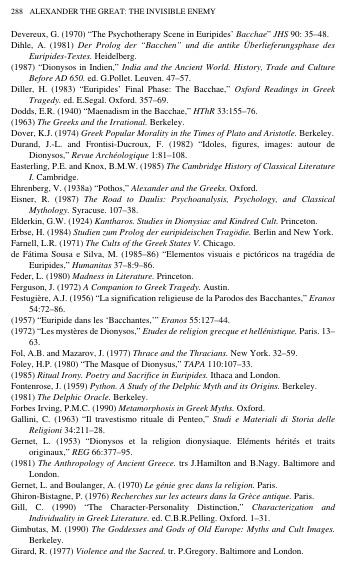 288 ALEXANDER THE GREAT: THE INVISIBLE ENEMY
Devereux, G. (1970) “The Psychotherapy Scene in Euripides’ Bacchae” JHS 90: 35–48.
Dihle, A. (1981) Der Prolog der “Bacchen” und die antike Überlieferungsphase des
Euripides-Textes. Heidelberg.
(1987) “Dionysos in Indien,” India and the Ancient World. History, Trade and Culture
Before AD 650. ed. G.Pollet. Leuven. 47–57.
Diller, H. (1983) “Euripides’ Final Phase: The Bacchae,” Oxford Readings in Greek
Tragedy. ed. E.Segal. Oxford. 357–69.
Dodds, E.R. (1940) “Maenadism in the Bacchae,” HThR 33:155–76.
(1963) The Greeks and the Irrational. Berkeley.
Dover, K.J. (1974) Greek Popular Morality in the Times of Plato and Aristotle. Berkeley.
Durand, J.-L. and Frontisi-Ducroux, F. (1982) “Idoles, figures, images: autour de
Dionysos,” Revue Archéologique 1:81–108.
Easterling, P.E. and Knox, B.M.W. (1985) The Cambridge History of Classical Literature
I. Cambridge.
Ehrenberg, V. (1938a) “Pothos,” Alexander and the Greeks. Oxford.
Eisner, R. (1987) The Road to Daulis: Psychoanalysis, Psychology, and Classical
Mythology. Syracuse. 107–38.
Elderkin, G.W. (1924) Kantharos. Studies in Dionysiac and Kindred Cult. Princeton.
Erbse, H. (1984) Studien zum Prolog der euripideischen Tragödie. Berlin and New York.
Farnell, L.R. (1971) The Cults of the Greek States V. Chicago.
de Fátima Sousa e Silva, M. (1985–86) “Elementos visuais e pictóricos na tragédia de
Euripides,” Humanitas 37–8:9–86.
Feder, L. (1980) Madness in Literature. Princeton.
Ferguson, J. (1972) A Companion to Greek Tragedy. Austin.
Festugière, A.J. (1956) “La signification religieuse de la Parodos des Bacchantes,” Eranos
54:72–86.
(1957) “Euripide dans les ‘Bacchantes,’” Eranos 55:127–44.
(1972) “Les mystères de Dionysos,” Etudes de religion grecque et hellénistique. Paris. 13–
63.
Fol, A.B. and Mazarov, J. (1977) Thrace and the Thracians. New York. 32–59.
Foley, H.P. (1980) “The Masque of Dionysus,” TAPA 110:107–33.
(1985) Ritual Irony. Poetry and Sacrifice in Euripides. Ithaca and London.
Fontenrose, J. (1959) Python. A Study of the Delphic Myth and its Origins. Berkeley.
(1981) The Delphic Oracle. Berkeley.
Forbes Irving, P.M.C. (1990) Metamorphosis in Greek Myths. Oxford.
Gallini, C. (1963) “Il travestismo rituale di Penteo,” Studi e Materiali di Storia delle
Religioni 34:211–28.
Gernet, L. (1953) “Dionysos et la religion dionysiaque. Eléments hérités et traits
originaux,” REG 66:377–95.
(1981) The Anthropology of Ancient Greece. trs J.Hamilton and B.Nagy. Baltimore and
London.
Gernet, L. and Boulanger, A. (1970) Le génie grec dans la religion. Paris.
Ghiron-Bistagne, P. (1976) Recherches sur les acteurs dans la Grèce antique. Paris.
Gill, C. (1990) “The Character-Personality Distinction,” Characterization and
Individuality in Greek Literature. ed. C.B.R.Pelling. Oxford. 1–31.
Gimbutas, M. (1990) The Goddesses and Gods of Old Europe: Myths and Cult Images.
Berkeley.
Girard, R. (1977) Violence and the Sacred. tr. P.Gregory. Baltimore and London.